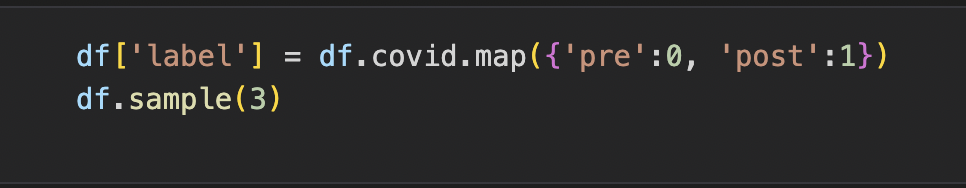 df['label'] = df.covid.map({'pre':0, 'post':1})
df.sample(3)